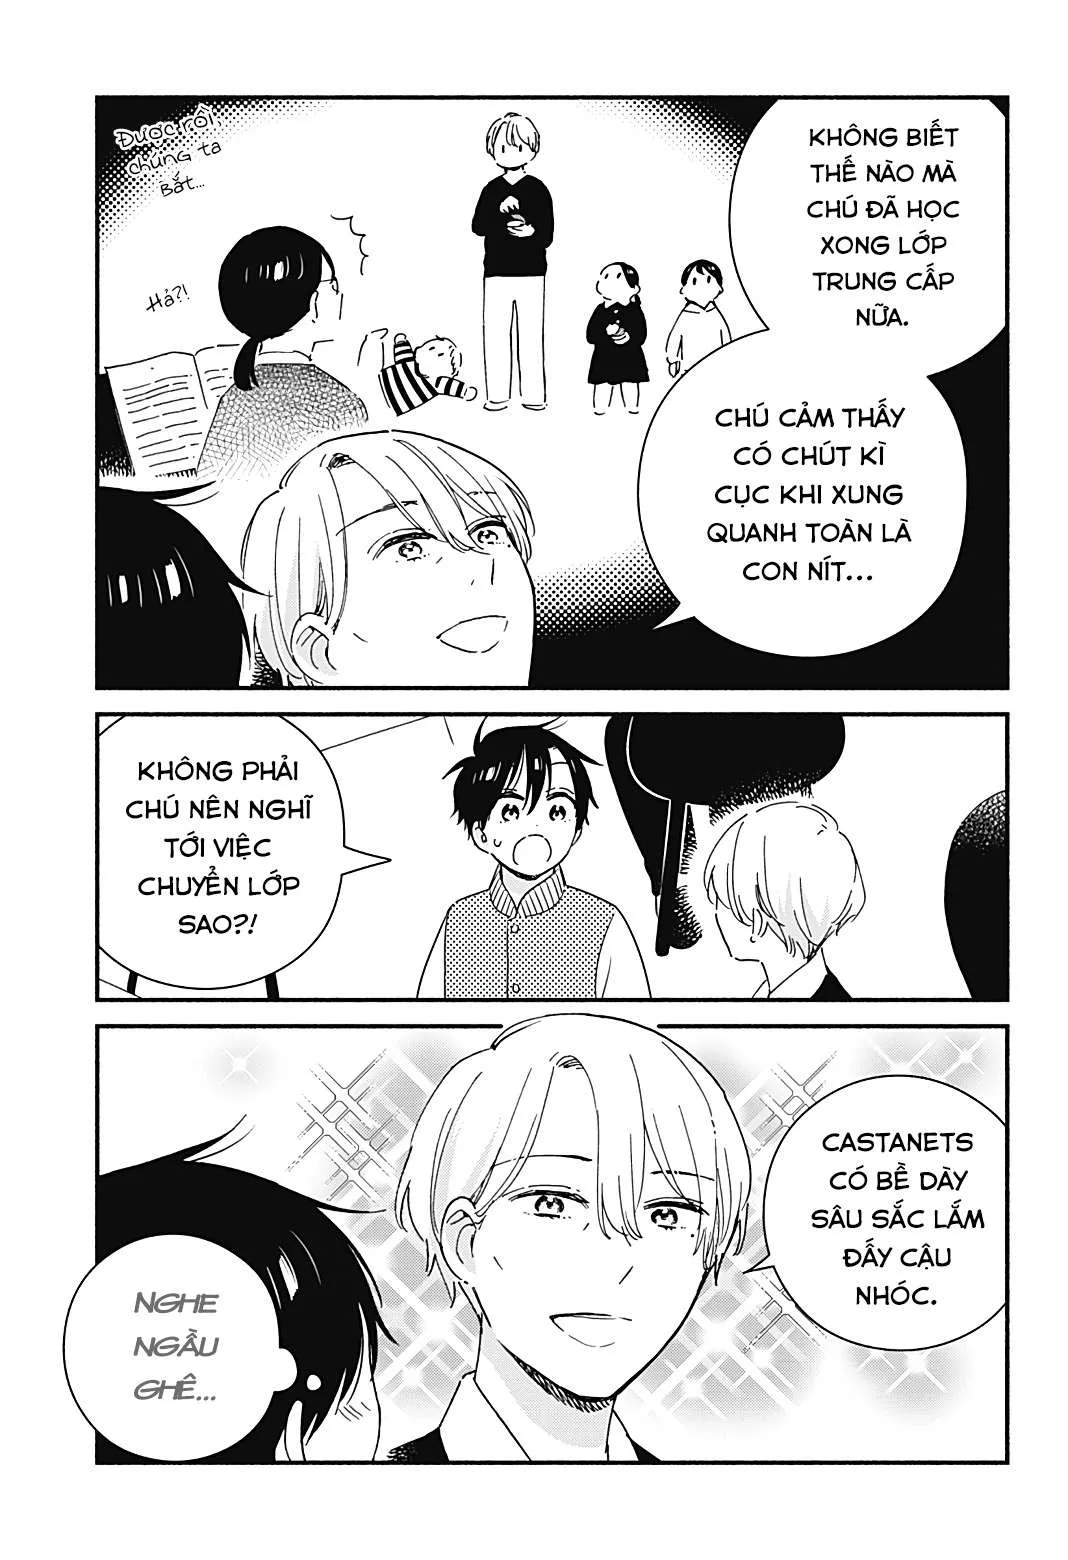 Được rồi
chúng ta
Bắt...
Hả?!
KHÔNG BIẾT
THẾ NÀO MÀ
CHÚ ĐÃ HỌC
XONG LỚP
TRUNG CẤP
NỮA.
CHÚ CẢM THẤY
CÓ CHÚT KÌ
CỤC KHI XUNG
QUANH TOÀN LÀ
CON NÍT...
KHÔNG PHẢI
CHÚ NÊN NGHĨ
TỚI VIỆC
CHUYỂN LỚP
SAO?!
CASTANETS
CÓ BỀ DÀY
SÂU SẮC LẮM
ĐẤY CẬU
NHÓC.
NGHE
NGẦU
GHÊ...